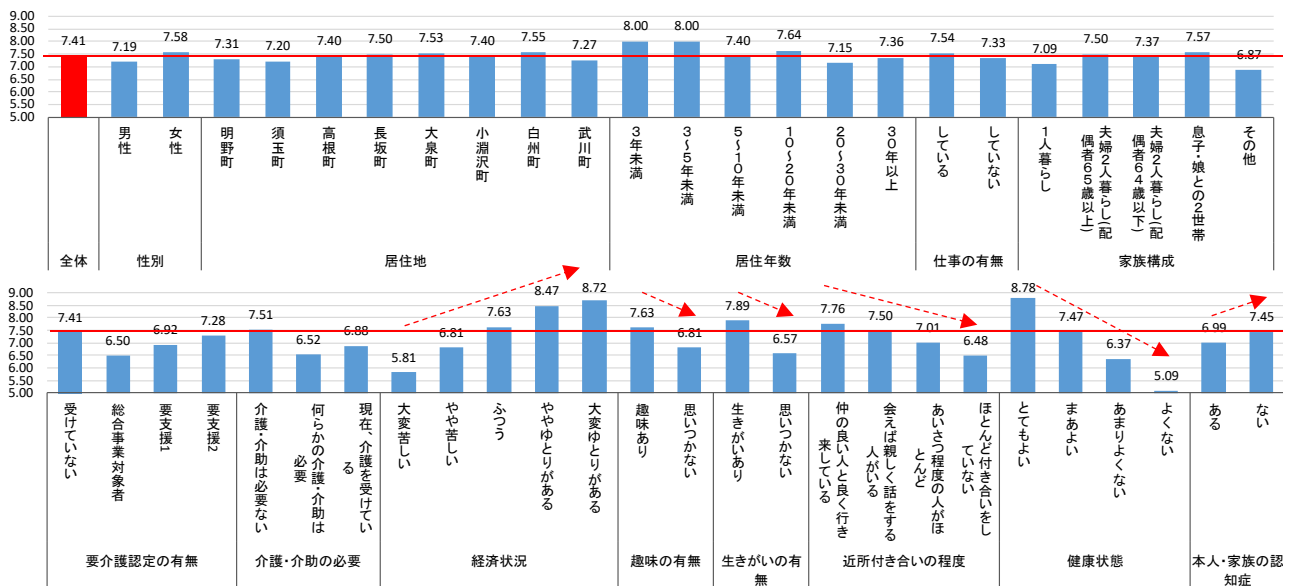 9.00
8.50
8.00
7.50
7.00
6.50
6.00
5.50
5.00
7.41
7.19
7.58
7.31
7.20
7.40
7.50
7.53
7.40
7.55
7.27
8.00
8.00
7.40
7.64
7.15
7.36
7.54
7.33
7.09
7.50
7.37
7.57
6.87
男性
女性
明野町
須玉町
高根町
長坂町
大泉町
小淵沢町
白州町
武川町
3年未満
3～5年未満
5～10年未満
10～20年未満
20～30年未満
30年以上
している
していない
1人暮らし
夫婦2人暮らし(配
偶者65歳以上)
夫婦2人暮らし(配
偶者64歳以下)
息子・娘との2世帯
その他
全体
性別
居住地
居住年数
仕事の有無
家族構成
9.00
8.50
8.00
7.50
7.00
6.50
6.00
5.50
5.00
7.41
6.50
6.92
7.28
7.51
6.52
6.88
5.81
6.81
7.63
8.47
8.72
7.63
6.81
7.89
6.57
7.76
7.50
7.01
6.48
8.78
7.47
6.37
5.09
6.99
7.45
受けていない
総合事業対象者
要支援1
要支援2
介護・介助は必要ない
何らかの介護・介助は
必要
現在、介護を受けてい
る
大変苦しい
やや苦しい
ふつう
ややゆとりがある
大変ゆとりがある
趣味あり
思いつかない
生きがいあり
思いつかない
仲の良い人と良く行き
来している
会えば親しく話をする
人がいる
あいさつ程度の人がほ
とんど
ほとんど付き合いをし
ていない
とてもよい
まあよい
あまりよくない
よくない
ある
ない
要介護認定の有無
介護・介助の必要
経済状況
趣味の有無
生きがいの有
無
近所付き合いの程度
健康状態
本人・家族の認
知症